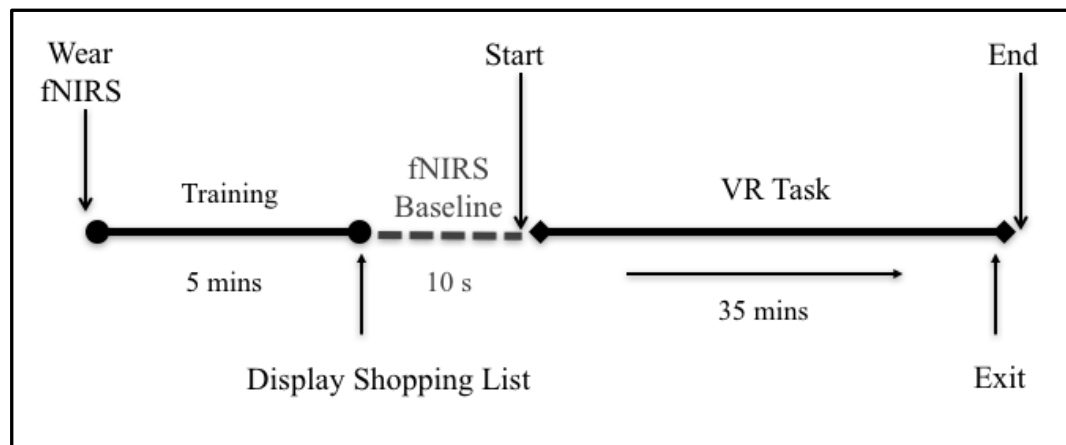 Wear
fNIRS
Start
End
Training
fNIRS
Baseline
VR Task
5 mins
10 s
35 mins
Display Shopping List
Exit